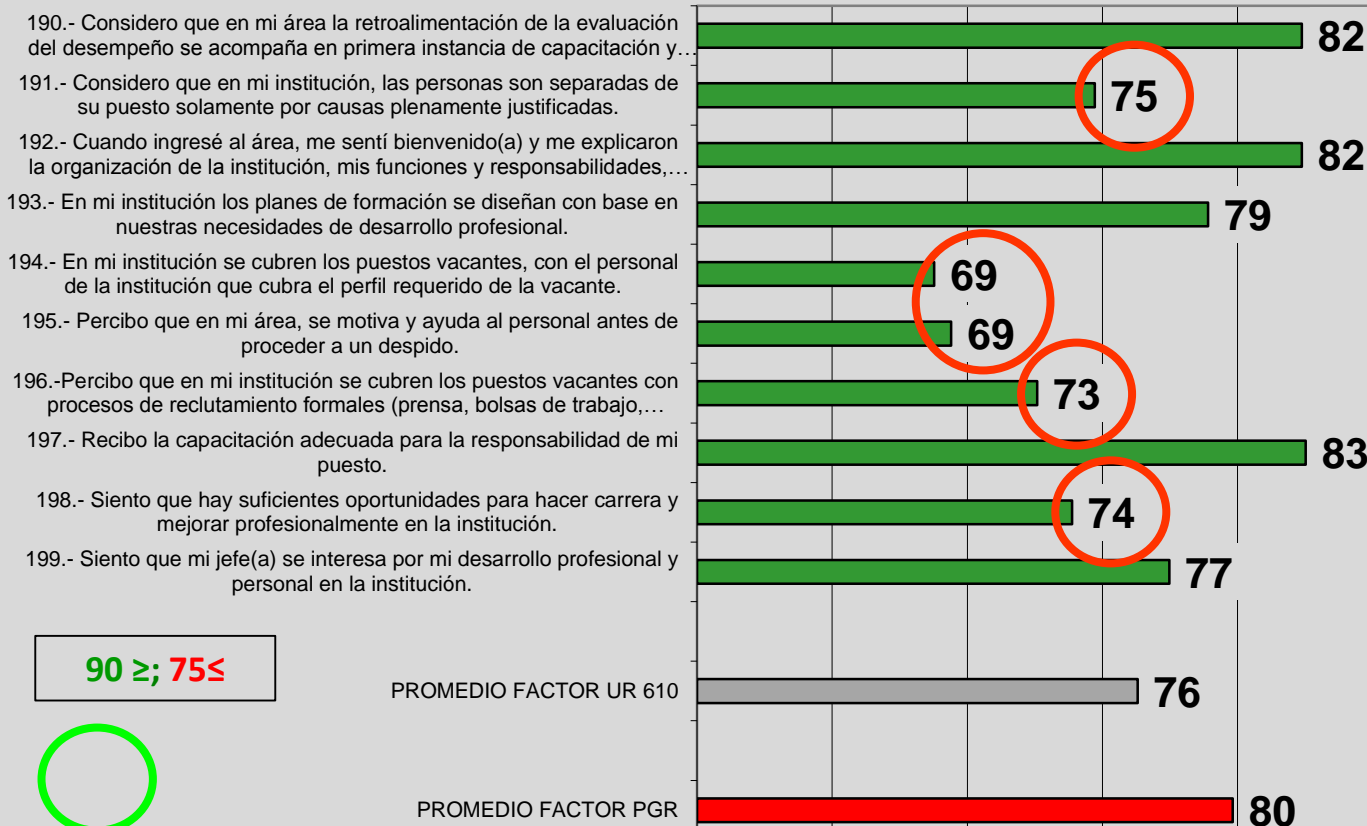 190.- Considero que en mi área la retroalimentación de la evaluación
del desempeño se acompaña en primera instancia de capacitación y…
82
191.- Considero que en mi institución, las personas son separadas de
su puesto solamente por causas plenamente justificadas.
75
192.- Cuando ingresé al área, me sentí bienvenido(a) y me explicaron
la organización de la institución, mis funciones y responsabilidades,…
82
193.- En mi institución los planes de formación se diseñan con base en
nuestras necesidades de desarrollo profesional.
79
194.- En mi institución se cubren los puestos vacantes, con el personal
de la institución que cubra el perfil requerido de la vacante.
69
195.- Percibo que en mi área, se motiva y ayuda al personal antes de
proceder a un despido.
69
196.-Percibo que en mi institución se cubren los puestos vacantes con
procesos de reclutamiento formales (prensa, bolsas de trabajo,…
73
197.- Recibo la capacitación adecuada para la responsabilidad de mi
puesto.
83
198.- Siento que hay suficientes oportunidades para hacer carrera y
mejorar profesionalmente en la institución.
74
199.- Siento que mi jefe(a) se interesa por mi desarrollo profesional y
personal en la institución.
77
90 ≥; 75≤
PROMEDIO FACTOR UR 610
76
PROMEDIO FACTOR PGR
80